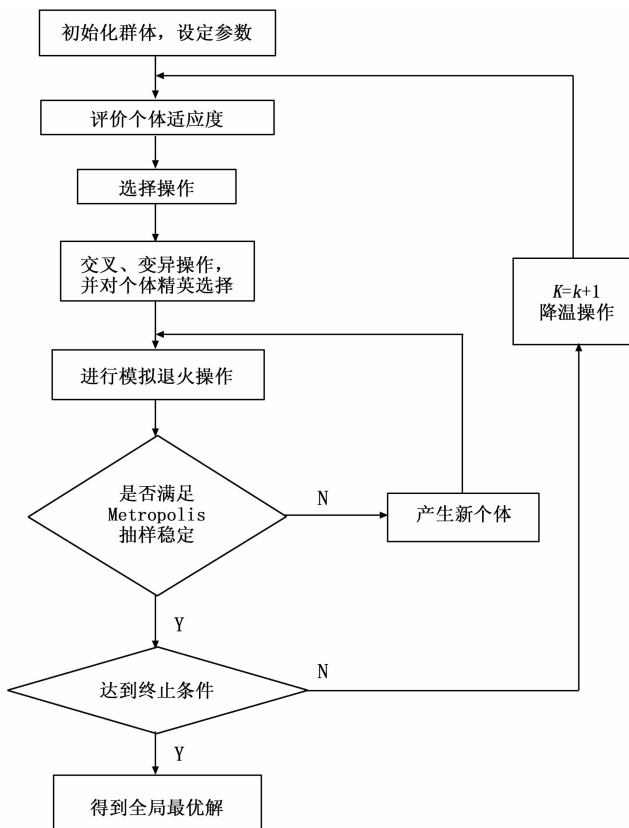 初始化群体，设定参数
评价个体适应度
选择操作
交叉、变异操作，
并对个体精英选择
K=k+1
降温操作
进行模拟退火操作
是否满足
Metropolis
抽样稳定
N
产生新个体
Y
达到终止条件
N
Y
得到全局最优解